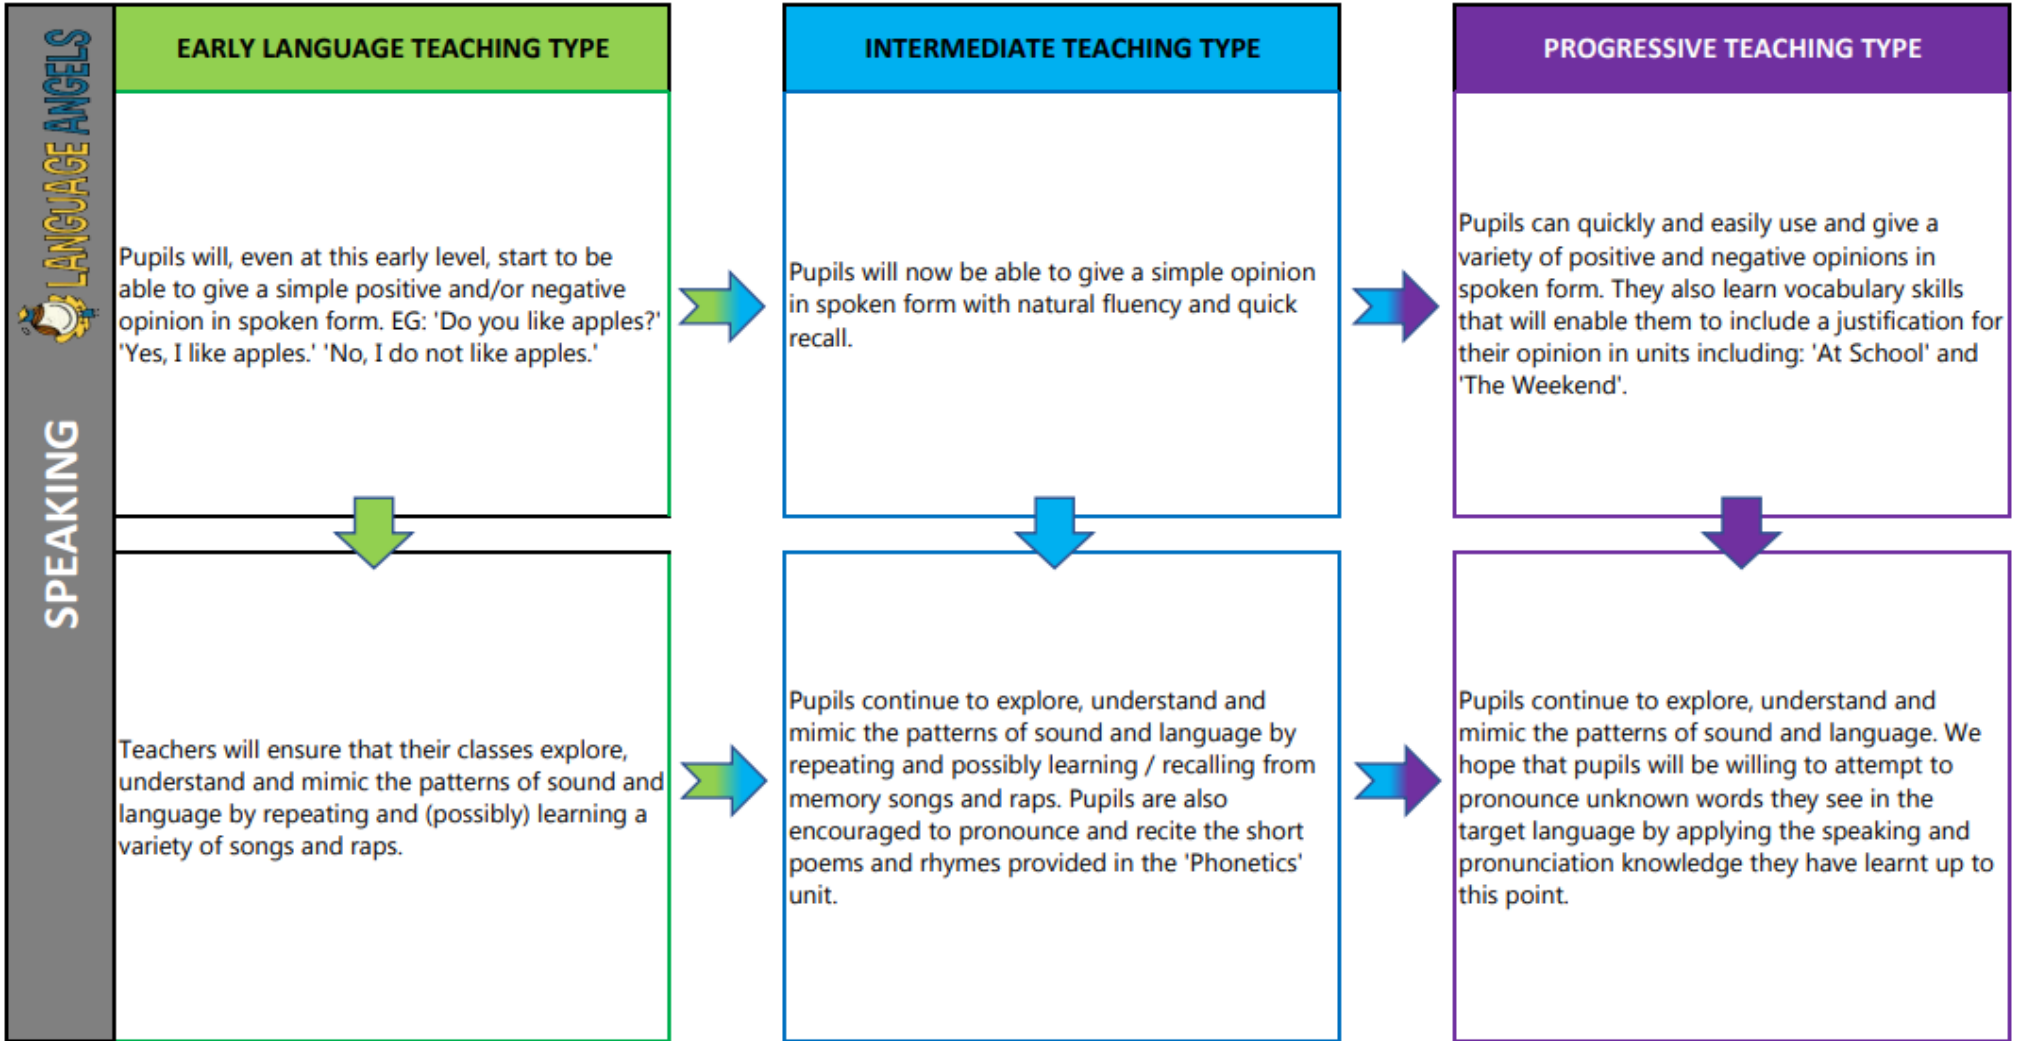 LANGUAGE ANGELS
SPEAKING
EARLY LANGUAGE TEACHING TYPE
Pupils will, even at this early level, start to be
able to give a simple positive and/or negative
opinion in spoken form. EG: 'Do you like apples?'
'Yes, I like apples.' 'No, I do not like apples.'
INTERMEDIATE TEACHING TYPE
Pupils will now be able to give a simple opinion
in spoken form with natural fluency and quick
recall.
PROGRESSIVE TEACHING TYPE
Pupils can quickly and easily use and give a
variety of positive and negative opinions in
spoken form. They also learn vocabulary skills
that will enable them to include a justification for
their opinion in units including: 'At School' and
'The Weekend'.
Teachers will ensure that their classes explore,
understand and mimic the patterns of sound and
language by repeating and (possibly) learning a
variety of songs and raps.
Pupils continue to explore, understand and
mimic the patterns of sound and language by
repeating and possibly learning / recalling from
memory songs and raps. Pupils are also
encouraged to pronounce and recite the short
poems and rhymes provided in the 'Phonetics'
unit.
Pupils continue to explore, understand and
mimic the patterns of sound and language. We
hope that pupils will be willing to attempt to
pronounce unknown words they see in the
target language by applying the speaking and
pronunciation knowledge they have learnt up to
this point.